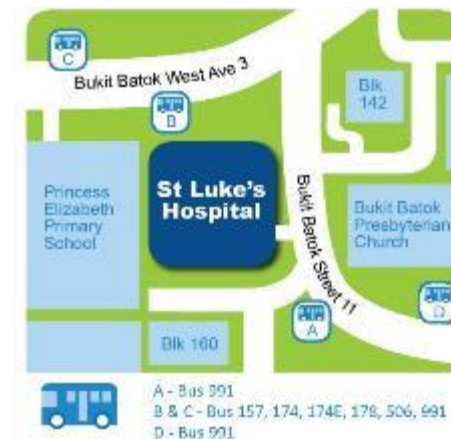 C
Bukit Batok West Ave 3
B
Blk
142
Princess
Elizabeth
Primary
School
St Luke's
Hospital
Bukit Batok Street 11
Bukit Batok
Presbyterian
Church
A
D
Blk 160
A - Bus 991
B & C - Bus 157, 174, 174E, 178, 506, 991
D - Bus 991